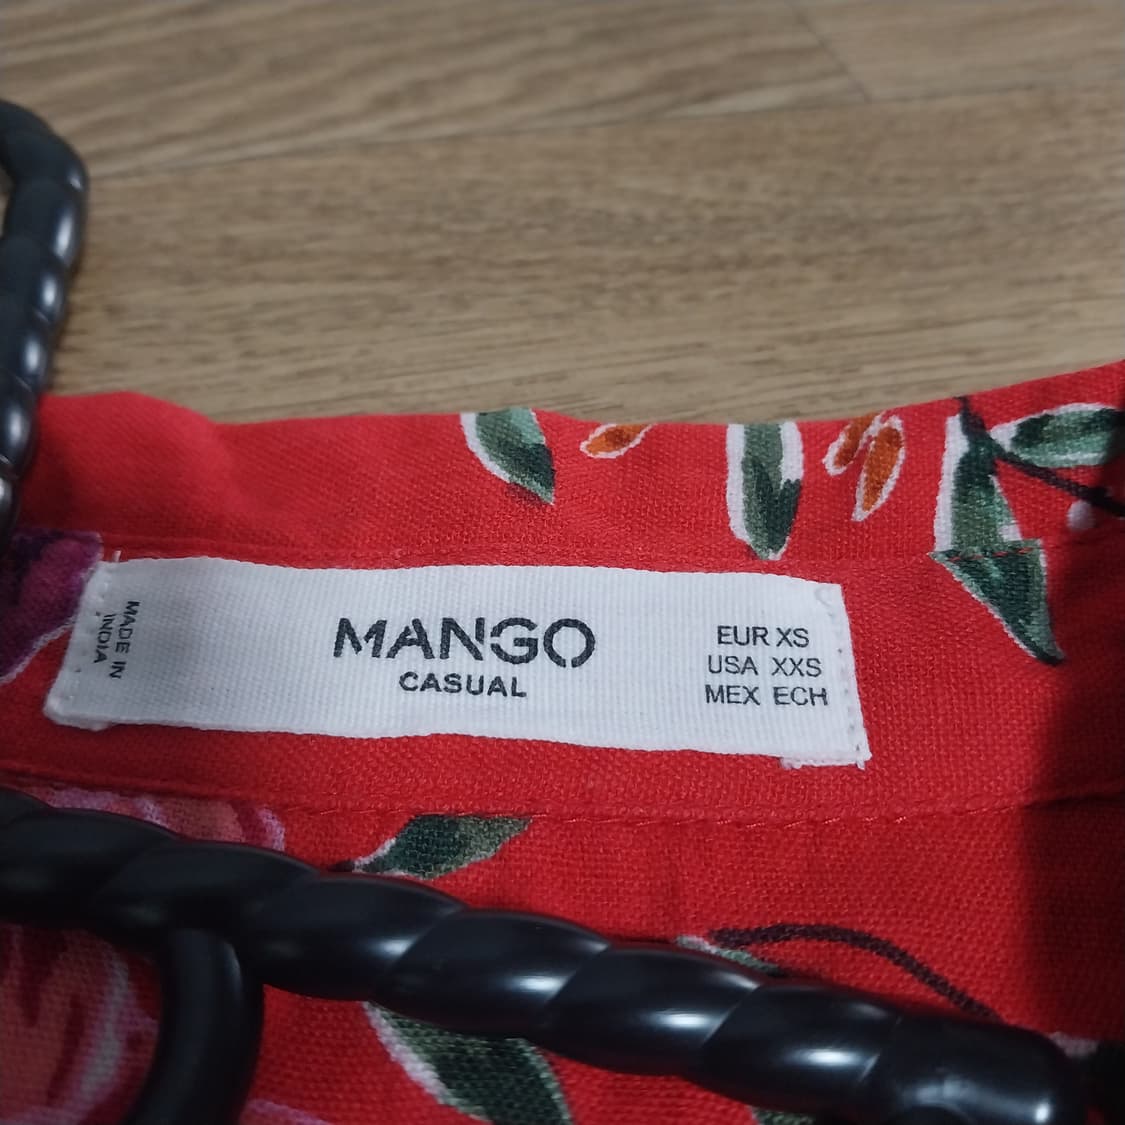 MADE IN
INDIA
MANGO
CASUAL
EUR XS
USA XXS
MEX ECH